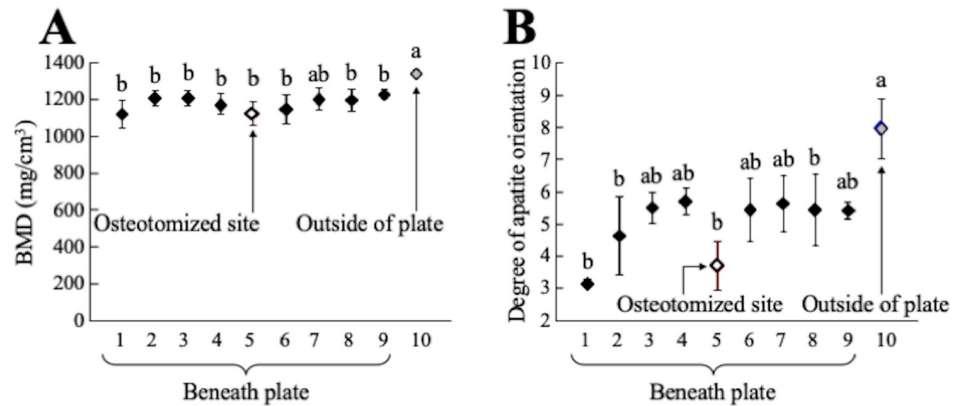 A
BMD (mg/cm³)
1400
1200
1000
800
600
400
200
0
b b b b b b ab b b a
Osteotomized site
Outside of plate
1 2 3 4 5 6 7 8 9 10
Beneath plate
B
Degree of apatite orientation
10
9
8
7
6
5
4
3
2
b b ab ab b ab ab b ab a
Osteotomized site
Outside of plate
1 2 3 4 5 6 7 8 9 10
Beneath plate